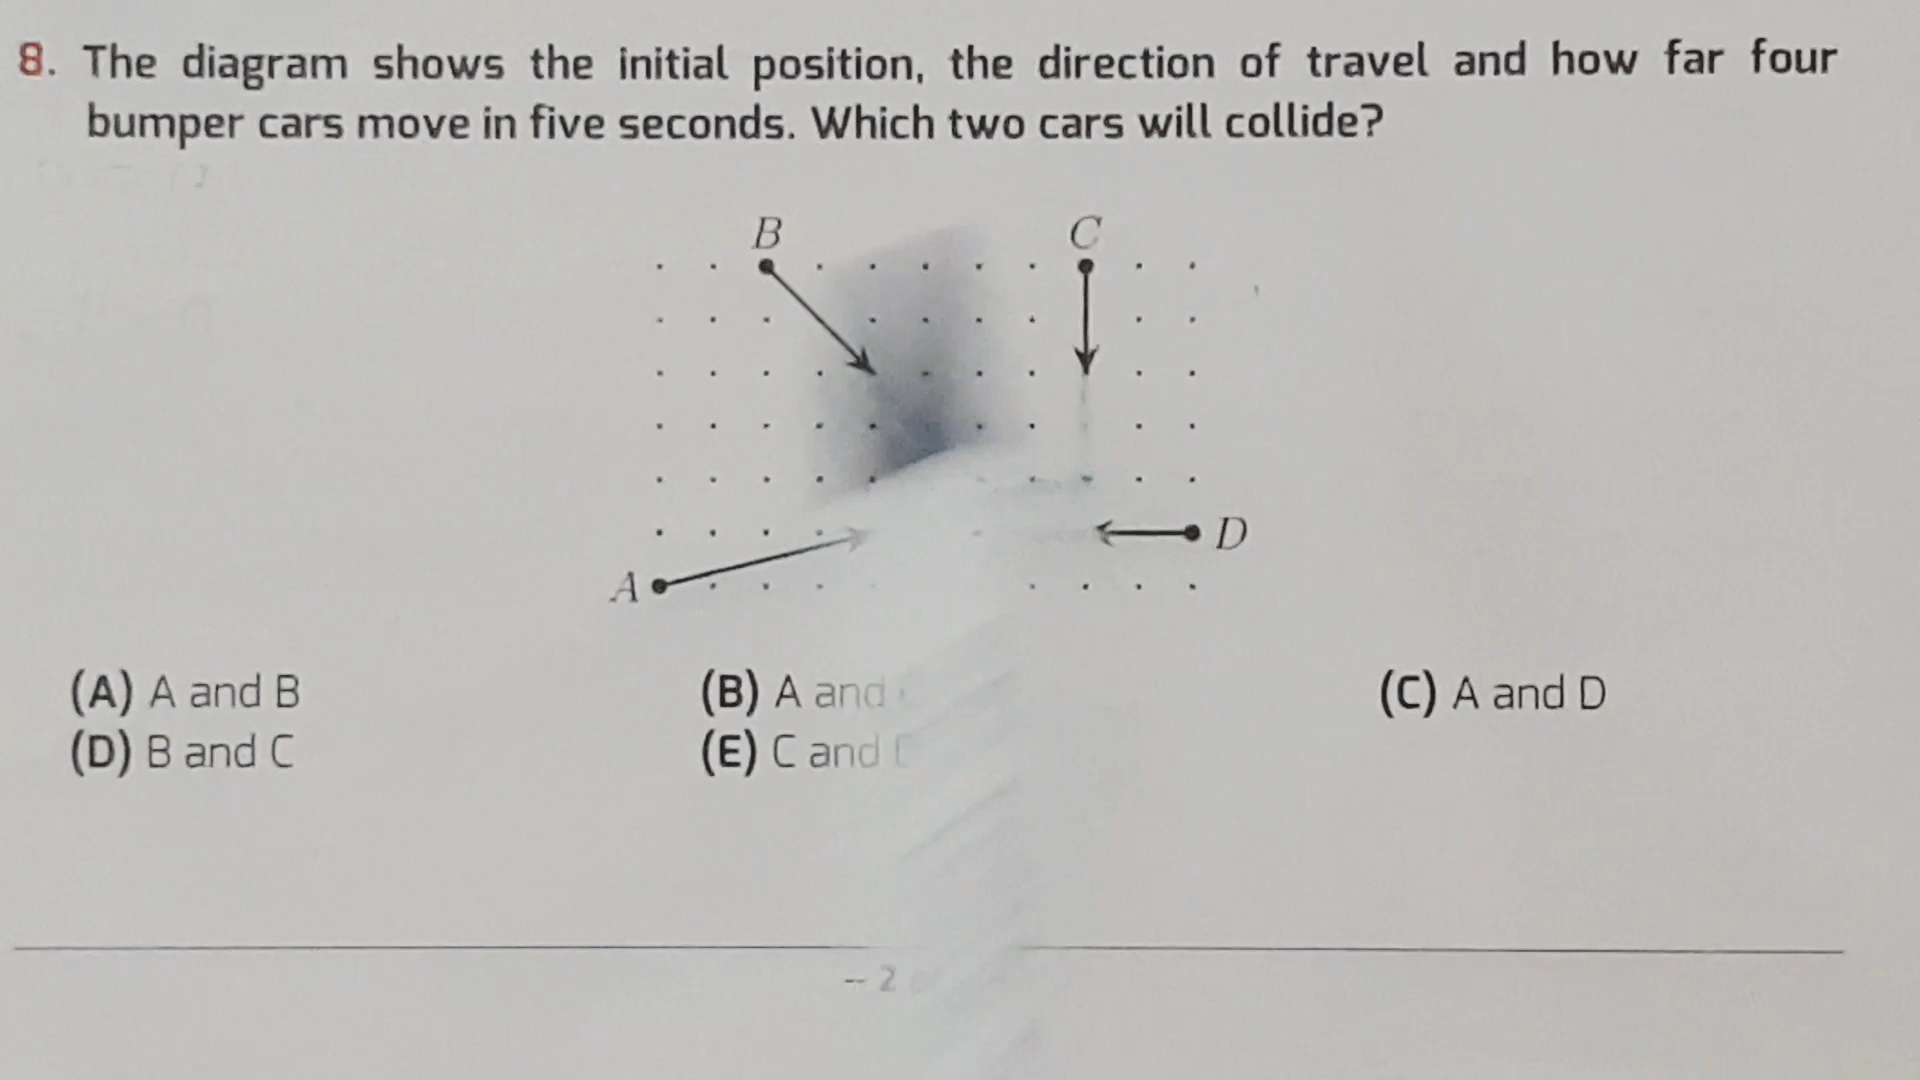 8. The diagram shows the initial position, the direction of travel and how far four
bumper cars move in five seconds. Which two cars will collide?
B C
D
A
(A) A and B (B) A and (C) A and D
(D) B and C (E) C and
-- 2